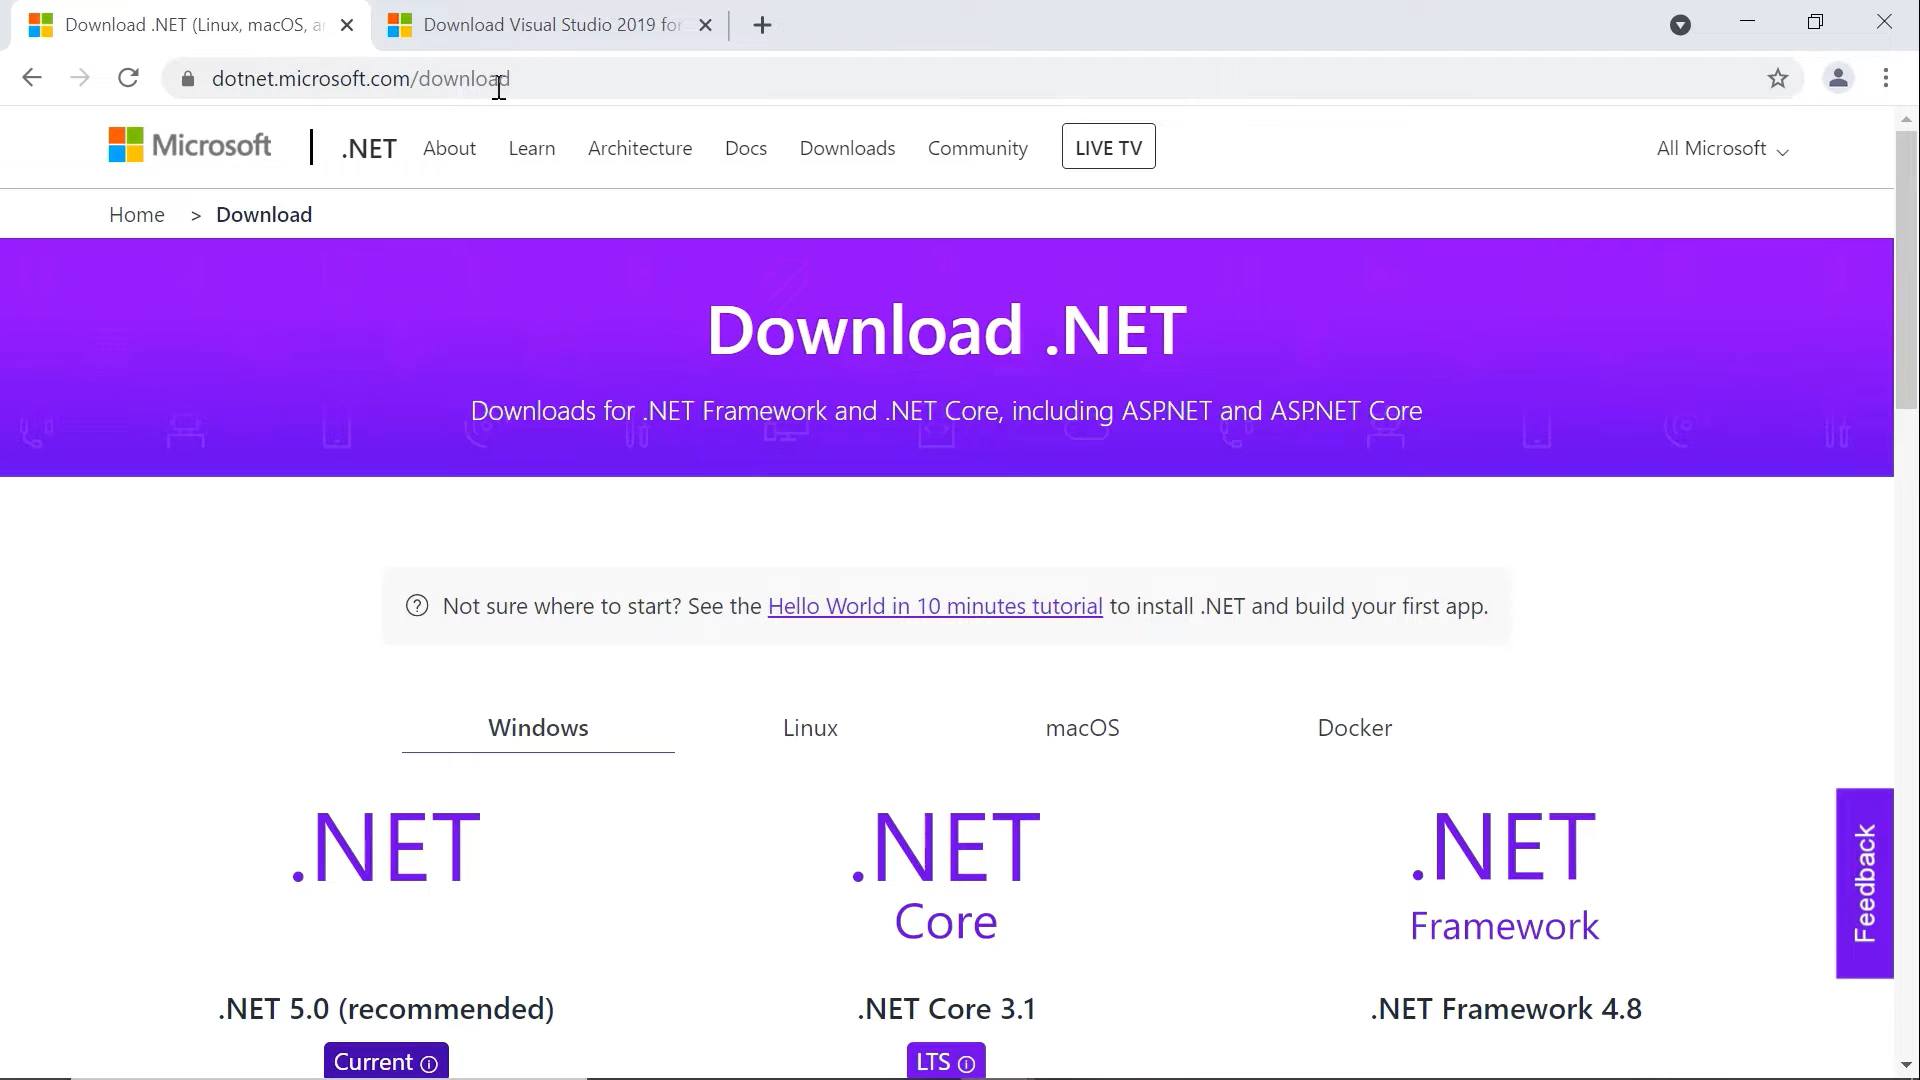 Download .NET (Linux, macOS, ar
Download Visual Studio 2019 for
dotnet.microsoft.com/download
Microsoft
.NET
About
Learn
Architecture
Docs
Downloads
Community
LIVE TV
All Microsoft
Home > Download
Download .NET
Downloads for .NET Framework and .NET Core, including ASP.NET and ASP.NET Core
Not sure where to start? See the Hello World in 10 minutes tutorial to install .NET and build your first app.
Windows
Linux
macOS
Docker
.NET
.NET
Core
.NET
Framework
Feedback
.NET 5.0 (recommended)
.NET Core 3.1
.NET Framework 4.8
Current
LTS